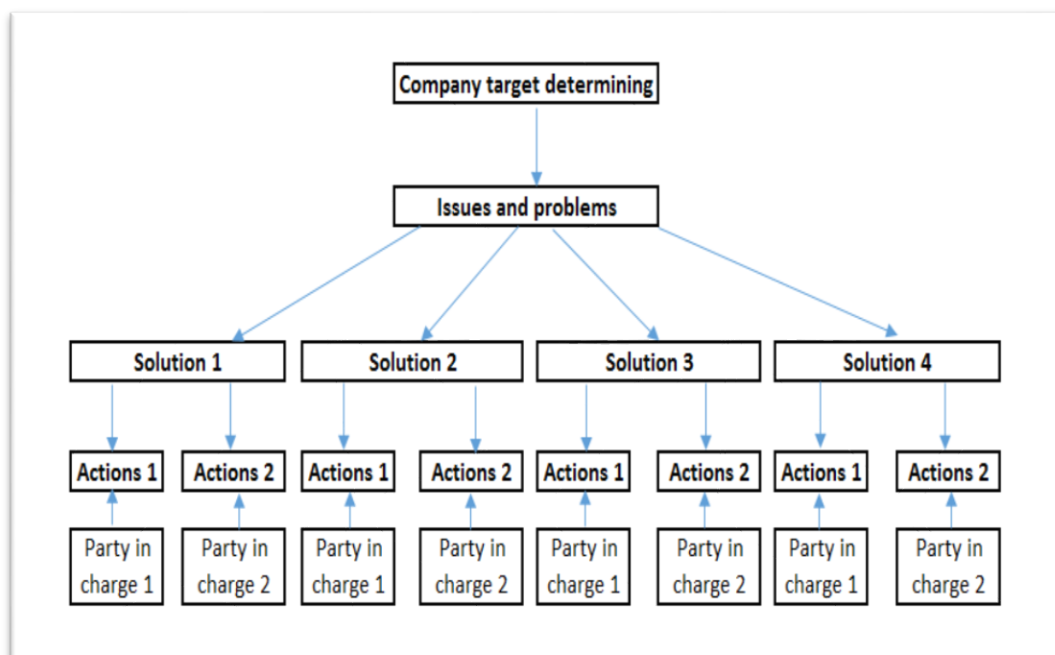 Company target determining
Issues and problems
Solution 1
Solution 2
Solution 3
Solution 4
Actions 1
Actions 2
Actions 1
Actions 2
Actions 1
Actions 2
Actions 1
Actions 2
Party in
charge 1
Party in
charge 2
Party in
charge 1
Party in
charge 2
Party in
charge 1
Party in
charge 2
Party in
charge 1
Party in
charge 2